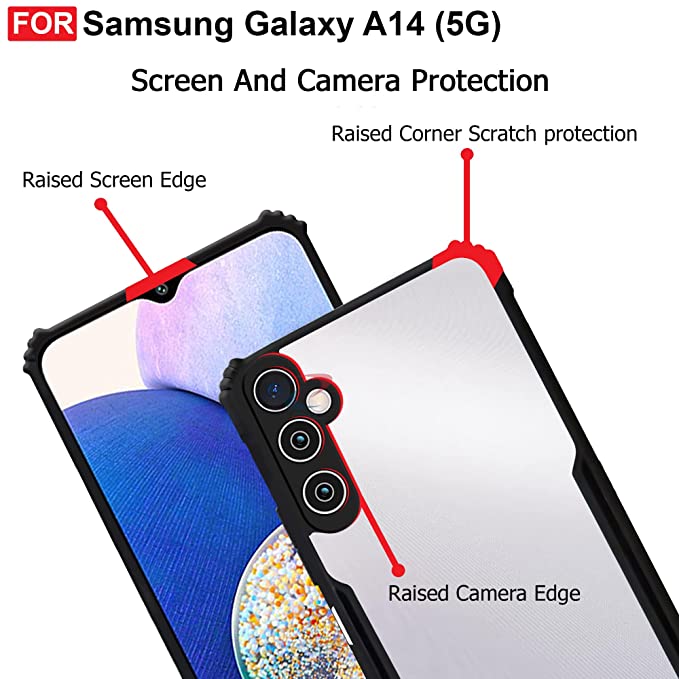 FOR Samsung Galaxy A14 (5G)
Screen And Camera Protection
Raised Corner Scratch protection
Raised Screen Edge
Raised Camera Edge